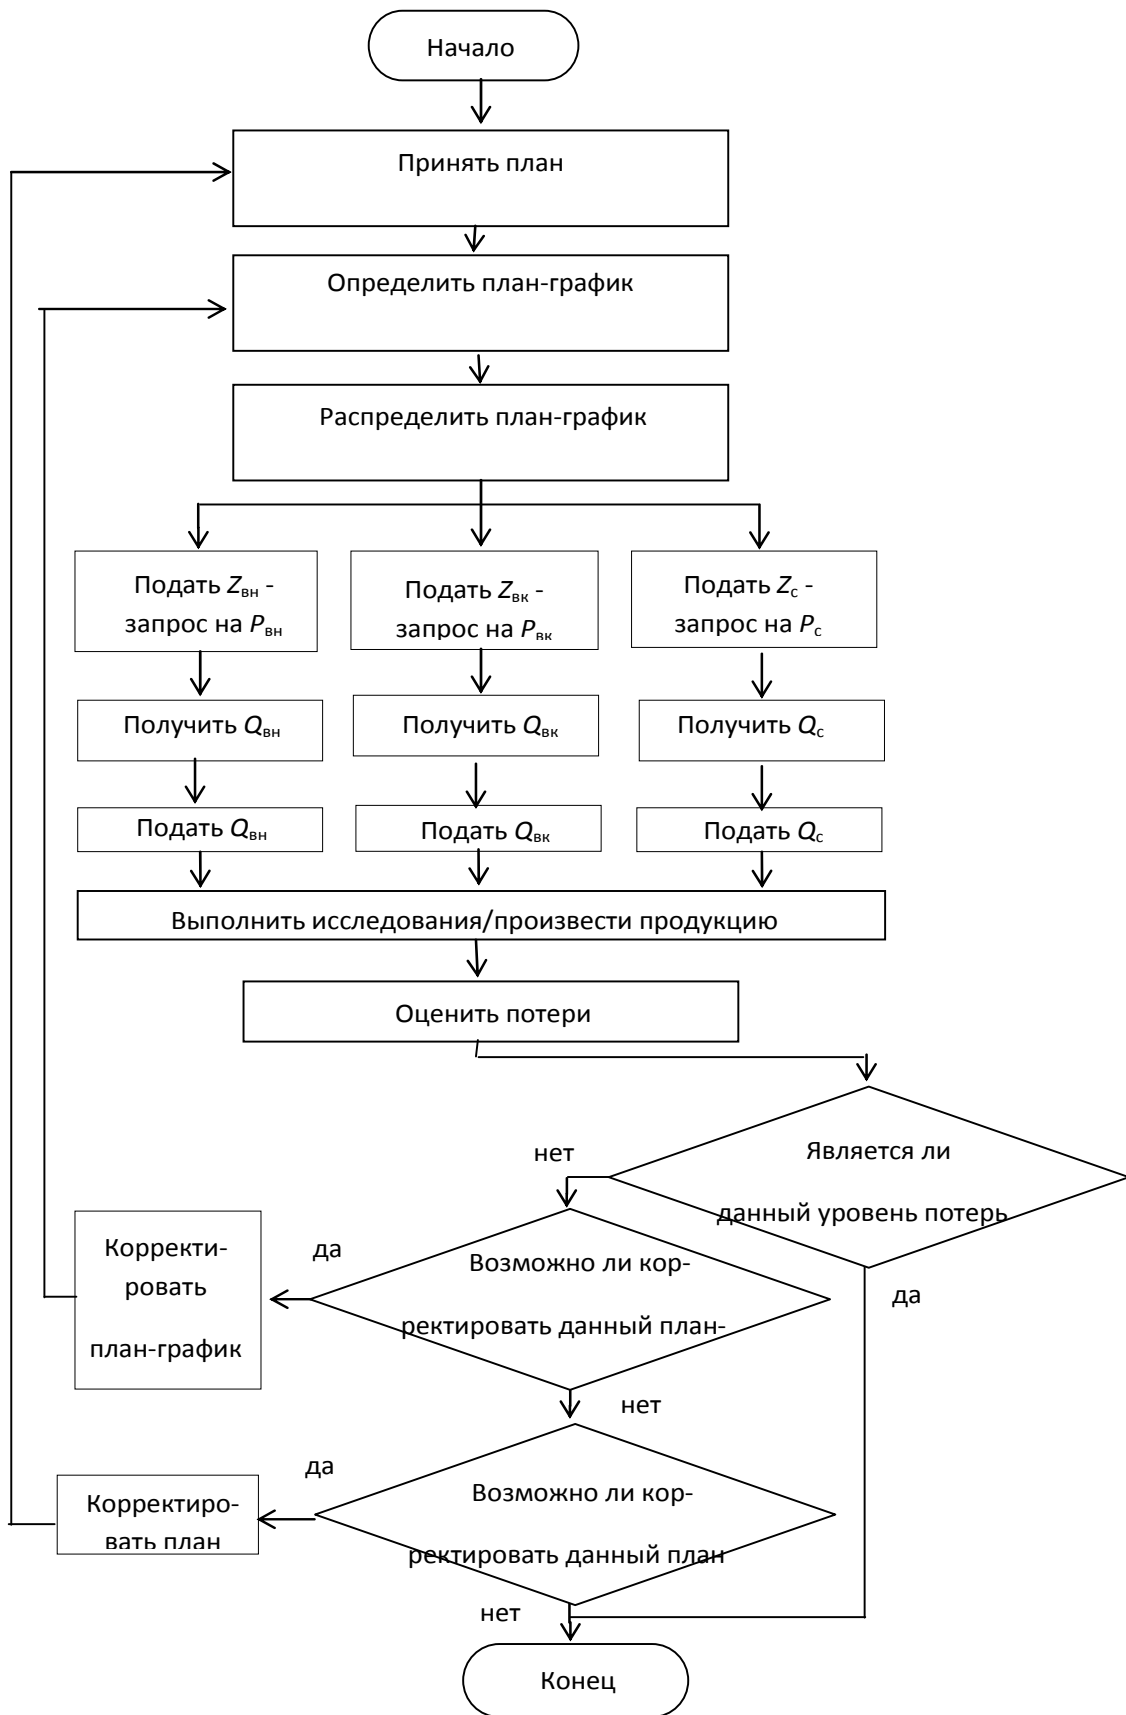 Начало
Принять план
Определить план-график
Распределить план-график
Подать Zвн -
запрос на Pвн
Подать Zвк -
запрос на Pвк
Подать Zс -
запрос на Pс
Получить Qвн
Получить Qвк
Получить Qс
Подать Qвн
Подать Qвк
Подать Qс
Выполнить исследования/произвести продукцию
Оценить потери
Является ли
данный уровень потерь
нет
да
Возможно ли кор-
ректировать данный план-
да
Корректи-
ровать
план-график
нет
Возможно ли кор-
ректировать данный план
да
Корректиро-
вать план
нет
Конец